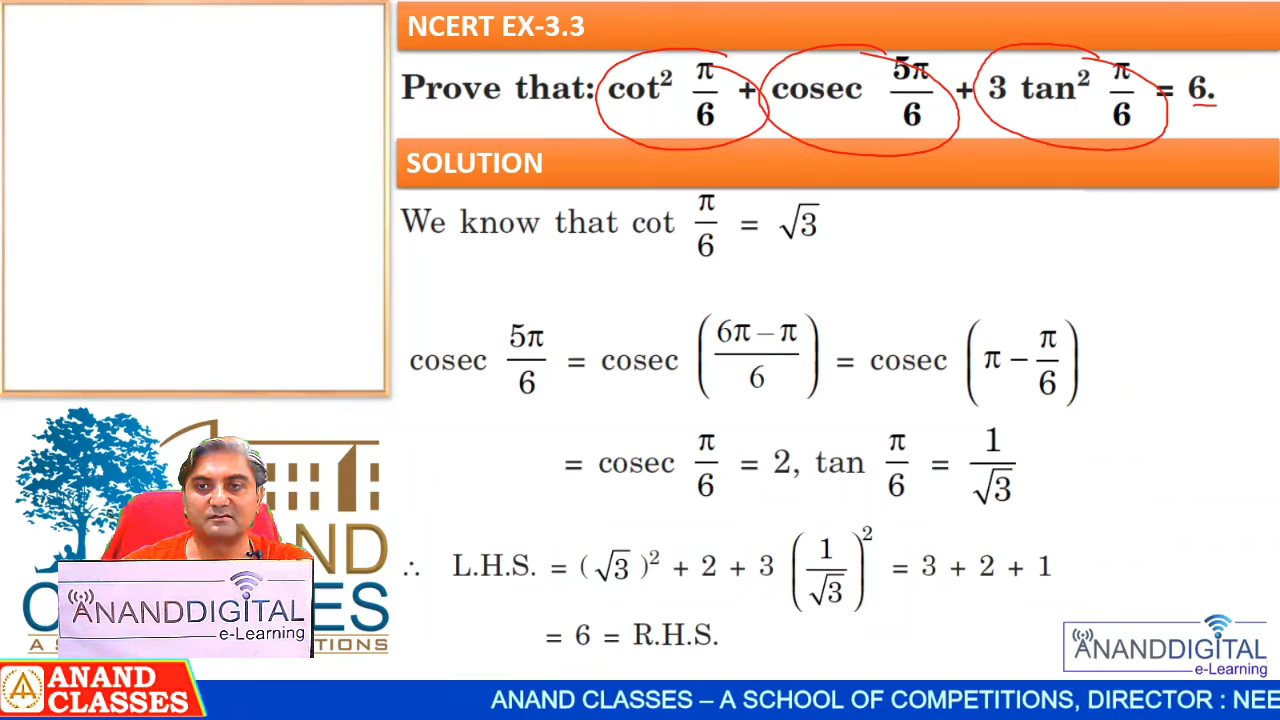 NCERT EX-3.3
Prove that: cot² π/6 + cosec 5π/6 + 3 tan² π/6 = 6.
SOLUTION
We know that cot π/6 = √3
cosec 5π/6 = cosec ((6π – π)/6) = cosec (π – π/6)
= cosec π/6 = 2, tan π/6 = 1/√3
∴ L.H.S. = (√3)² + 2 + 3 (1/√3)² = 3 + 2 + 1
= 6 = R.H.S.
ANANDDIGITAL
e-Learning
ANANDDIGITAL
e-Learning
ANAND
CLASSES
ANAND CLASSES – A SCHOOL OF COMPETITIONS, DIRECTOR : NEE